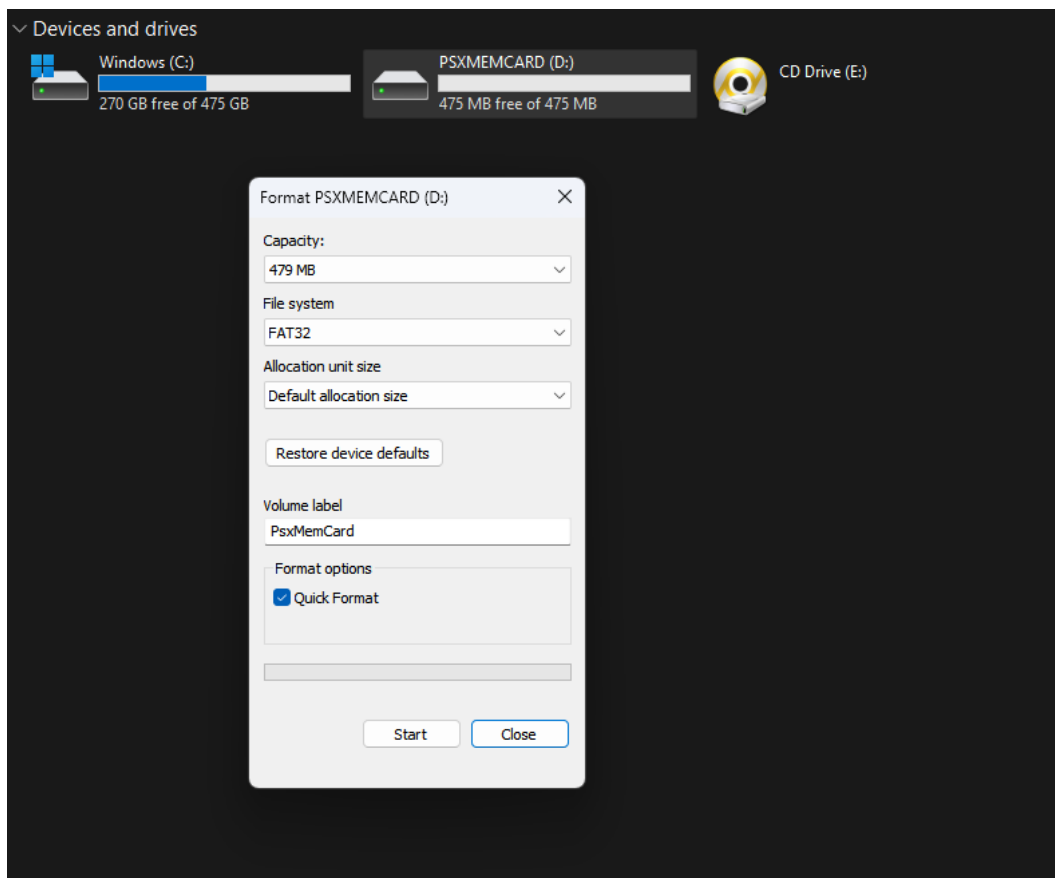 Devices and drives
Windows (C:)
270 GB free of 475 GB
PSXMEMCARD (D:)
475 MB free of 475 MB
CD Drive (E:)
Format PSXMEMCARD (D:)
Capacity:
479 MB
File system
FAT32
Allocation unit size
Default allocation size
Restore device defaults
Volume label
PsxMemCard
Format options
Quick Format
Start Close